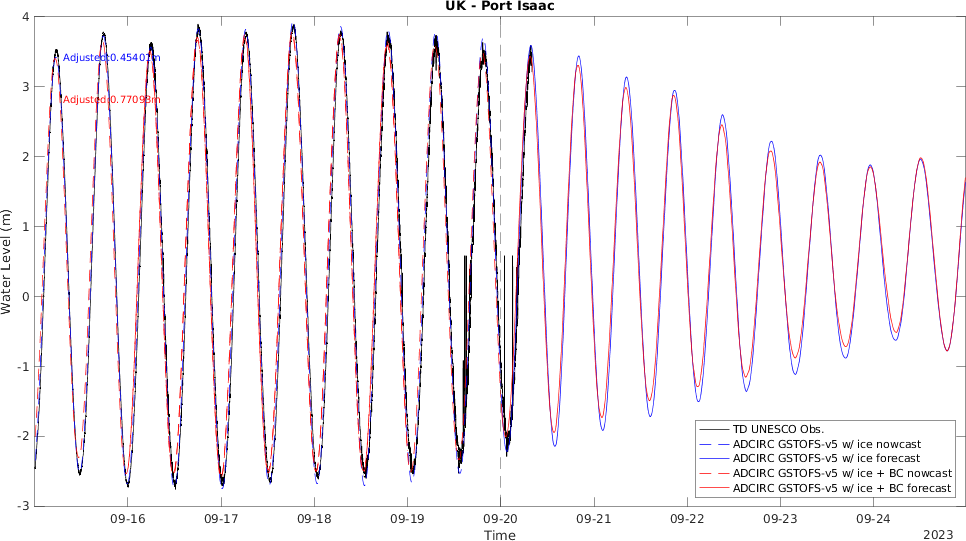 UK - Port Isaac
Adjusted:0.45401m
Adjusted:0.77093m
Water Level (m)
4
3
2
1
0
-1
-2
-3
09-16
09-17
09-18
09-19
09-20
09-21
09-22
09-23
09-24
Time
2023
TD UNESCO Obs.
ADCIRC GSTOFS-v5 w/ ice nowcast
ADCIRC GSTOFS-v5 w/ ice forecast
ADCIRC GSTOFS-v5 w/ ice + BC nowcast
ADCIRC GSTOFS-v5 w/ ice + BC forecast